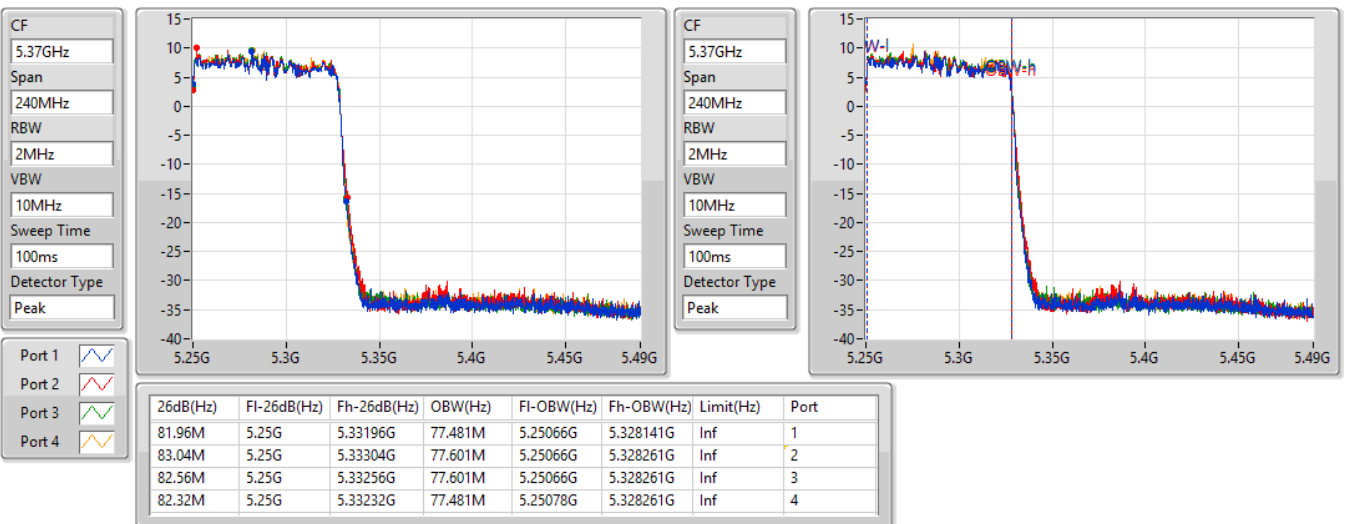 CF
5.37GHz
Span
240MHz
RBW
2MHz
VBW
10MHz
Sweep Time
100ms
Detector Type
Peak
15
10
5
0
-5
-10
-15
-20
-25
-30
-35
-40
5.25G 5.3G 5.35G 5.4G 5.45G 5.49G
CF
5.37GHz
Span
240MHz
RBW
2MHz
VBW
10MHz
Sweep Time
100ms
Detector Type
Peak
15
10
5
0
-5
-10
-15
-20
-25
-30
-35
-40
W-l
OBW-h
5.25G 5.3G 5.35G 5.4G 5.45G 5.49G
Port 1
Port 2
Port 3
Port 4
26dB(Hz) Fl-26dB(Hz) Fh-26dB(Hz) OBW(Hz) Fl-OBW(Hz) Fh-OBW(Hz) Limit(Hz) Port
81.96M 5.25G 5.33196G 77.481M 5.25066G 5.328141G Inf 1
83.04M 5.25G 5.33304G 77.601M 5.25066G 5.328261G Inf 2
82.56M 5.25G 5.33256G 77.601M 5.25066G 5.328261G Inf 3
82.32M 5.25G 5.33232G 77.481M 5.25078G 5.328261G Inf 4